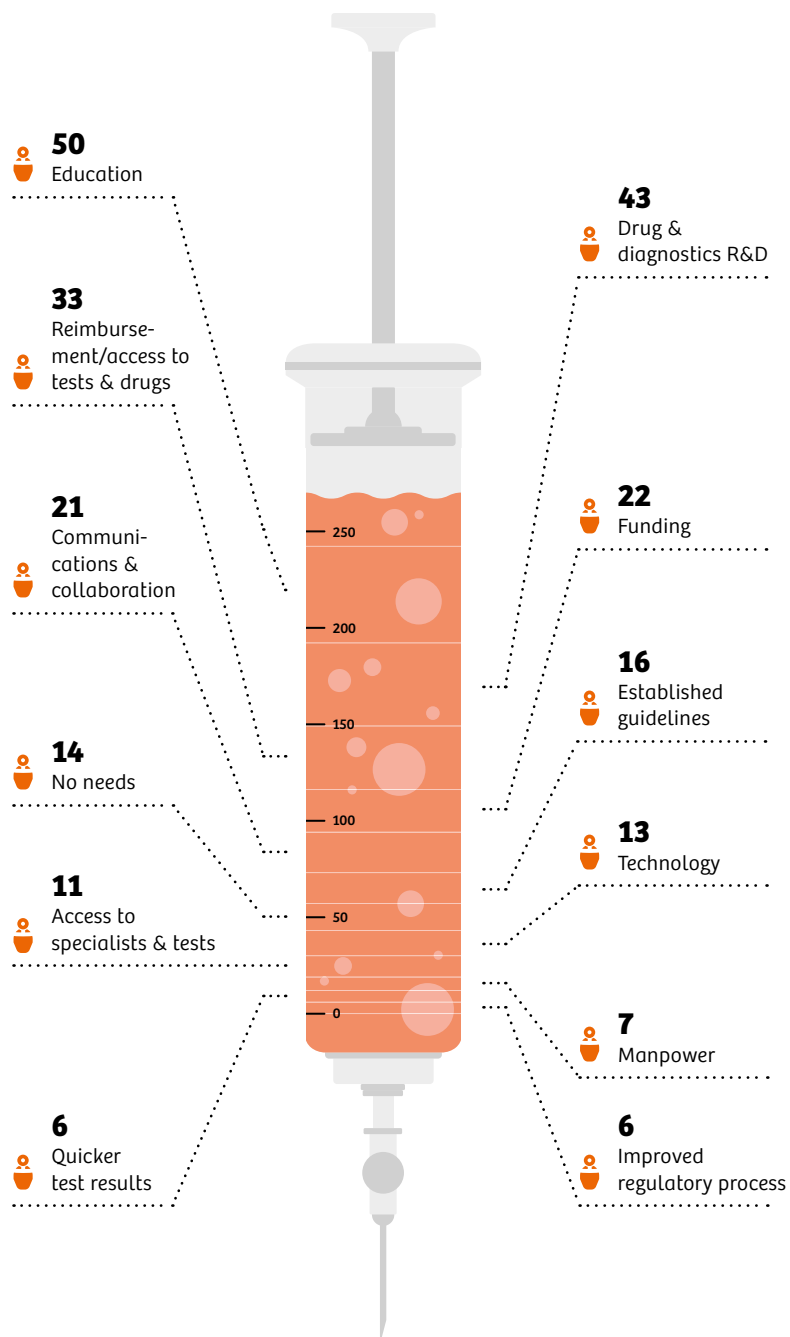 50
Education
33
Reimburse-
ment/access to
tests & drugs
21
Communi-
cations &
collaboration
14
No needs
11
Access to
specialists & tests
6
Quicker
test results
250
200
150
100
50
0
43
Drug &
diagnostics R&D
22
Funding
16
Established
guidelines
13
Technology
7
Manpower
6
Improved
regulatory process